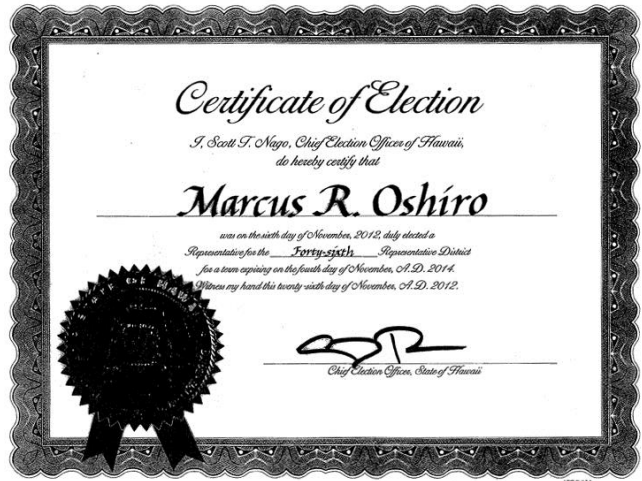 Certificate of Election
I, Scott T. Nago, Chief Election Officer of Hawaii,
do hereby certify that
Marcus R. Oshiro
was on the sixth day of November, 2012, duly elected a
Representative for the Forty-sixth Representative District
for a term expiring on the fourth day of November, A.D. 2014.
Witness my hand this twenty-sixth day of November, A.D. 2012.
Chief Election Officer, State of Hawaii